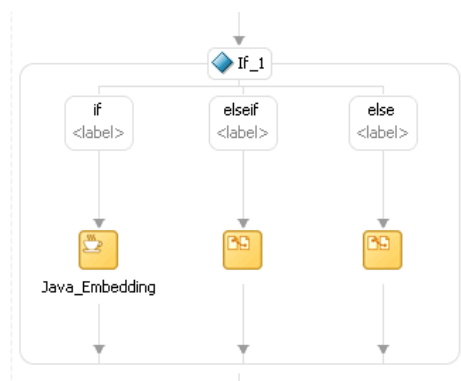 If_1
if
<label>
elseif
<label>
else
<label>
Java_Embedding